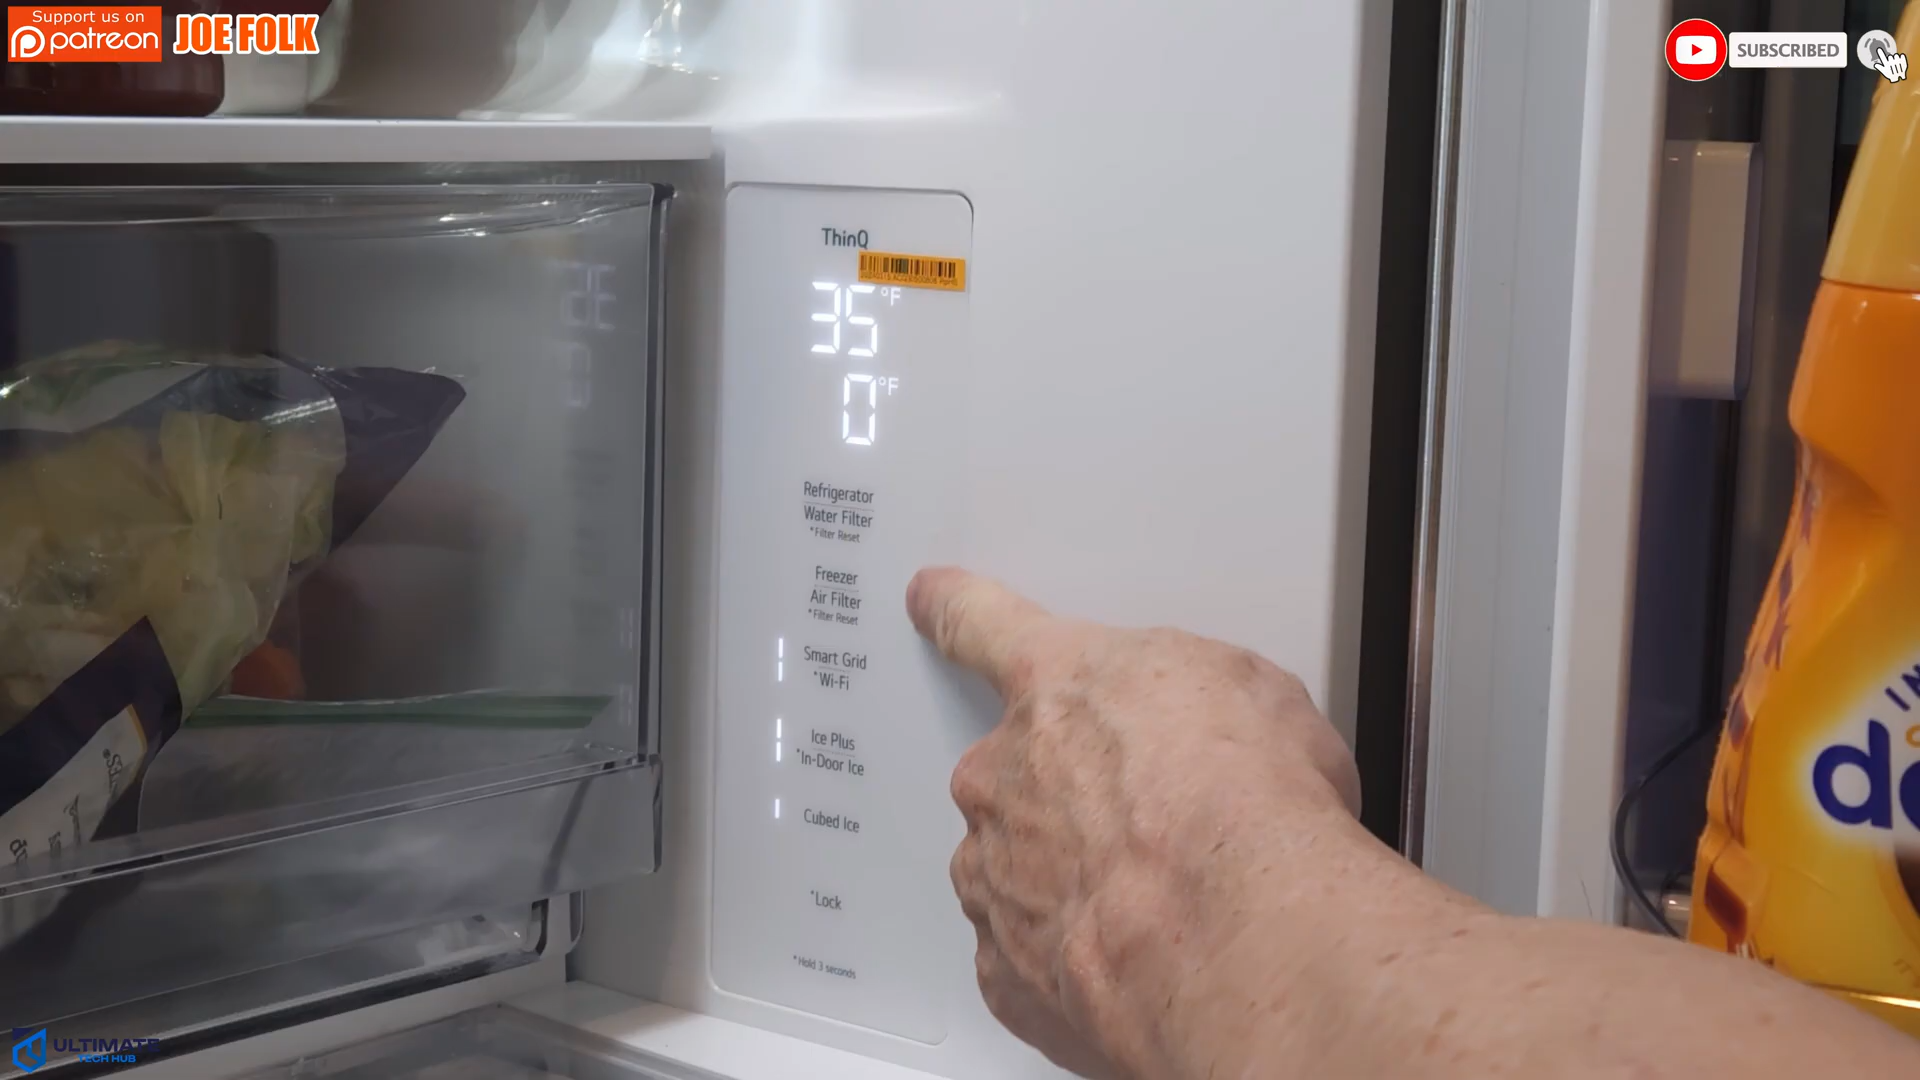 Support us on
patreon
JOE FOLK
SUBSCRIBED
ThinQ
35 °F
0 °F
Refrigerator
Water Filter
*Filter Reset
Freezer
Air Filter
*Filter Reset
Smart Grid
*Wi-Fi
Ice Plus
*In-Door Ice
Cubed Ice
*Lock
*Hold 3 seconds
IN
de
ULTIMATE
TECH HUB